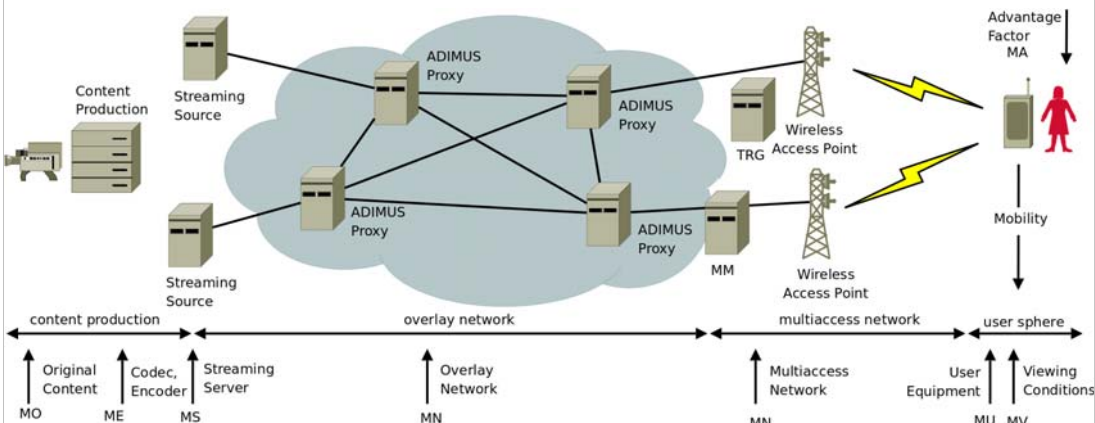 Advantage
Factor
MA
ADIMUS
Proxy
Content
Production
Streaming
Source
ADIMUS
Proxy
TRG
Wireless
Access Point
ADIMUS
Proxy
ADIMUS
Proxy
MM
Mobility
Wireless
Access Point
Streaming
Source
content production
overlay network
multiaccess network
user sphere
Original
Content
Codec,
Encoder
Streaming
Server
Overlay
Network
Multiaccess
Network
User
Equipment
Viewing
Conditions
MO
ME
MS
MN
MN
MU
MV